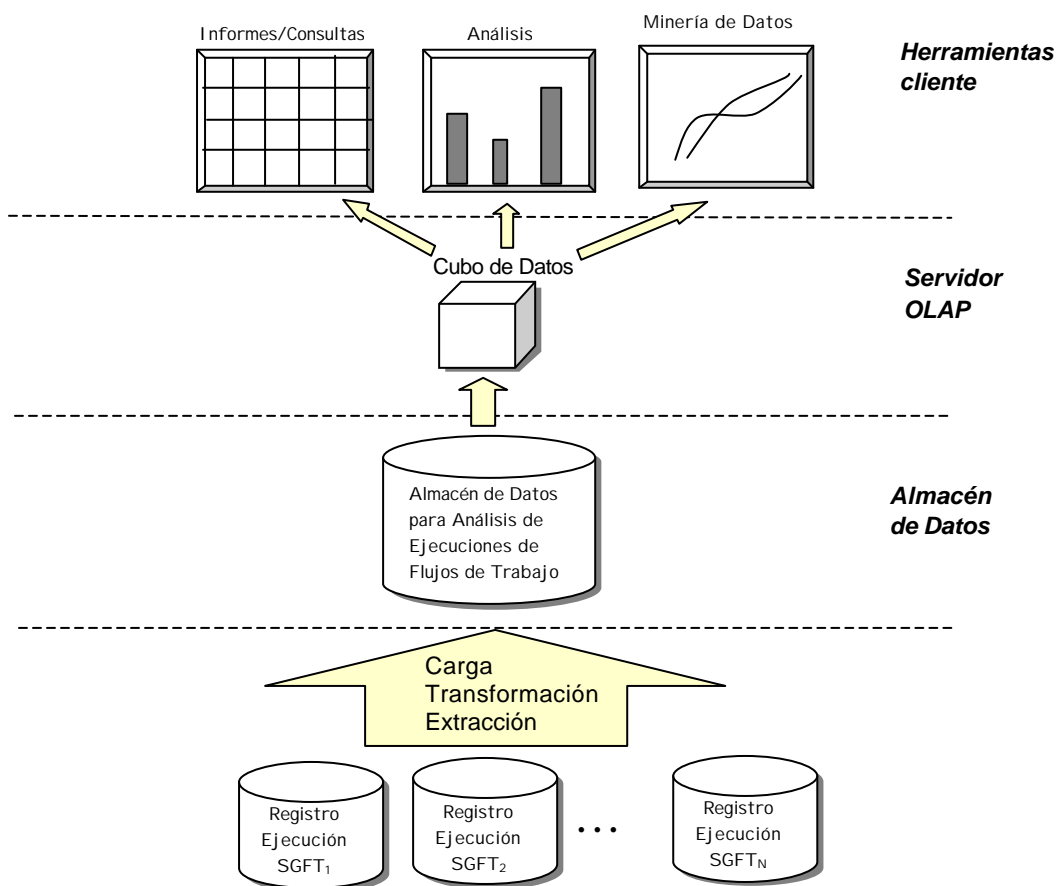 Informes/Consultas
Análisis
Minería de Datos
Herramientas
cliente
Cubo de Datos
Servidor
OLAP
Almacén de Datos
para Análisis de
Ejecuciones de
Flujos de Trabajo
Almacén
de Datos
Carga
Transformación
Extracción
Registro
Ejecución
SGFT₁
Registro
Ejecución
SGFT₂
...
Registro
Ejecución
SGFTN